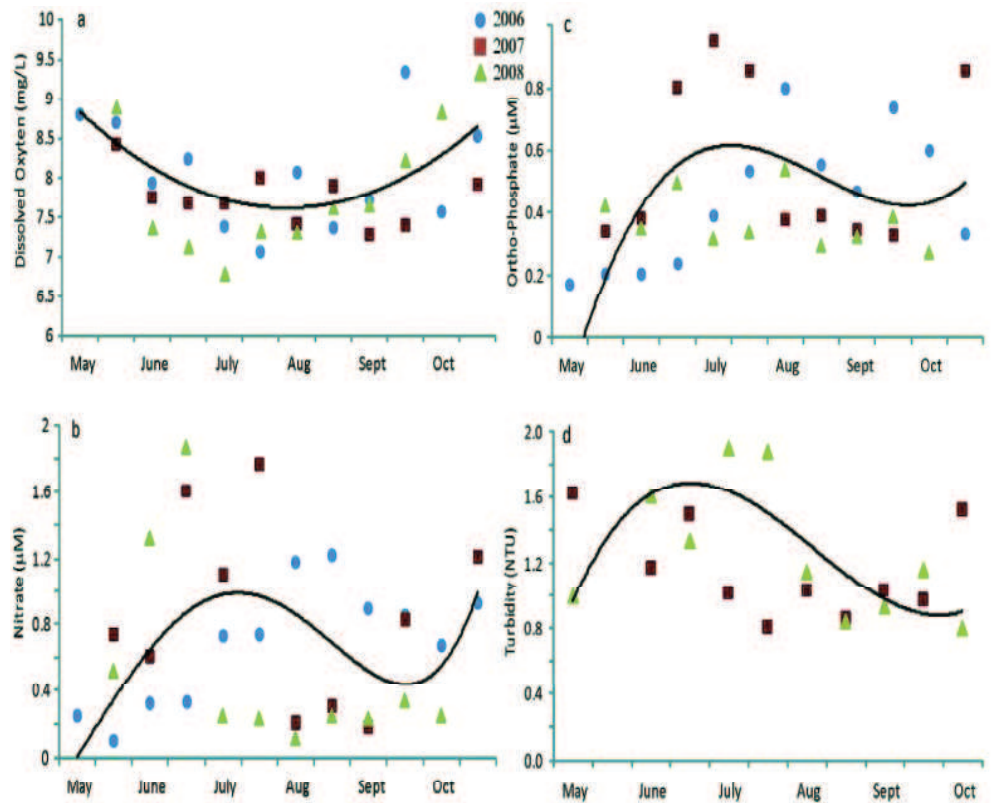 a
Dissolved Oxyten (mg/L)
10
9.5
9
8.5
8
7.5
7
6.5
6
May June July Aug Sept Oct
2006
2007
2008
c
Ortho-Phosphate (µM)
0.8
0.6
0.4
0.2
0
May June July Aug Sept Oct
b
Nitrate (µM)
2
1.6
1.2
0.8
0.4
0
May June July Aug Sept Oct
d
Turbidity (NTU)
2.0
1.6
1.2
0.8
0.4
0.0
May June July Aug Sept Oct